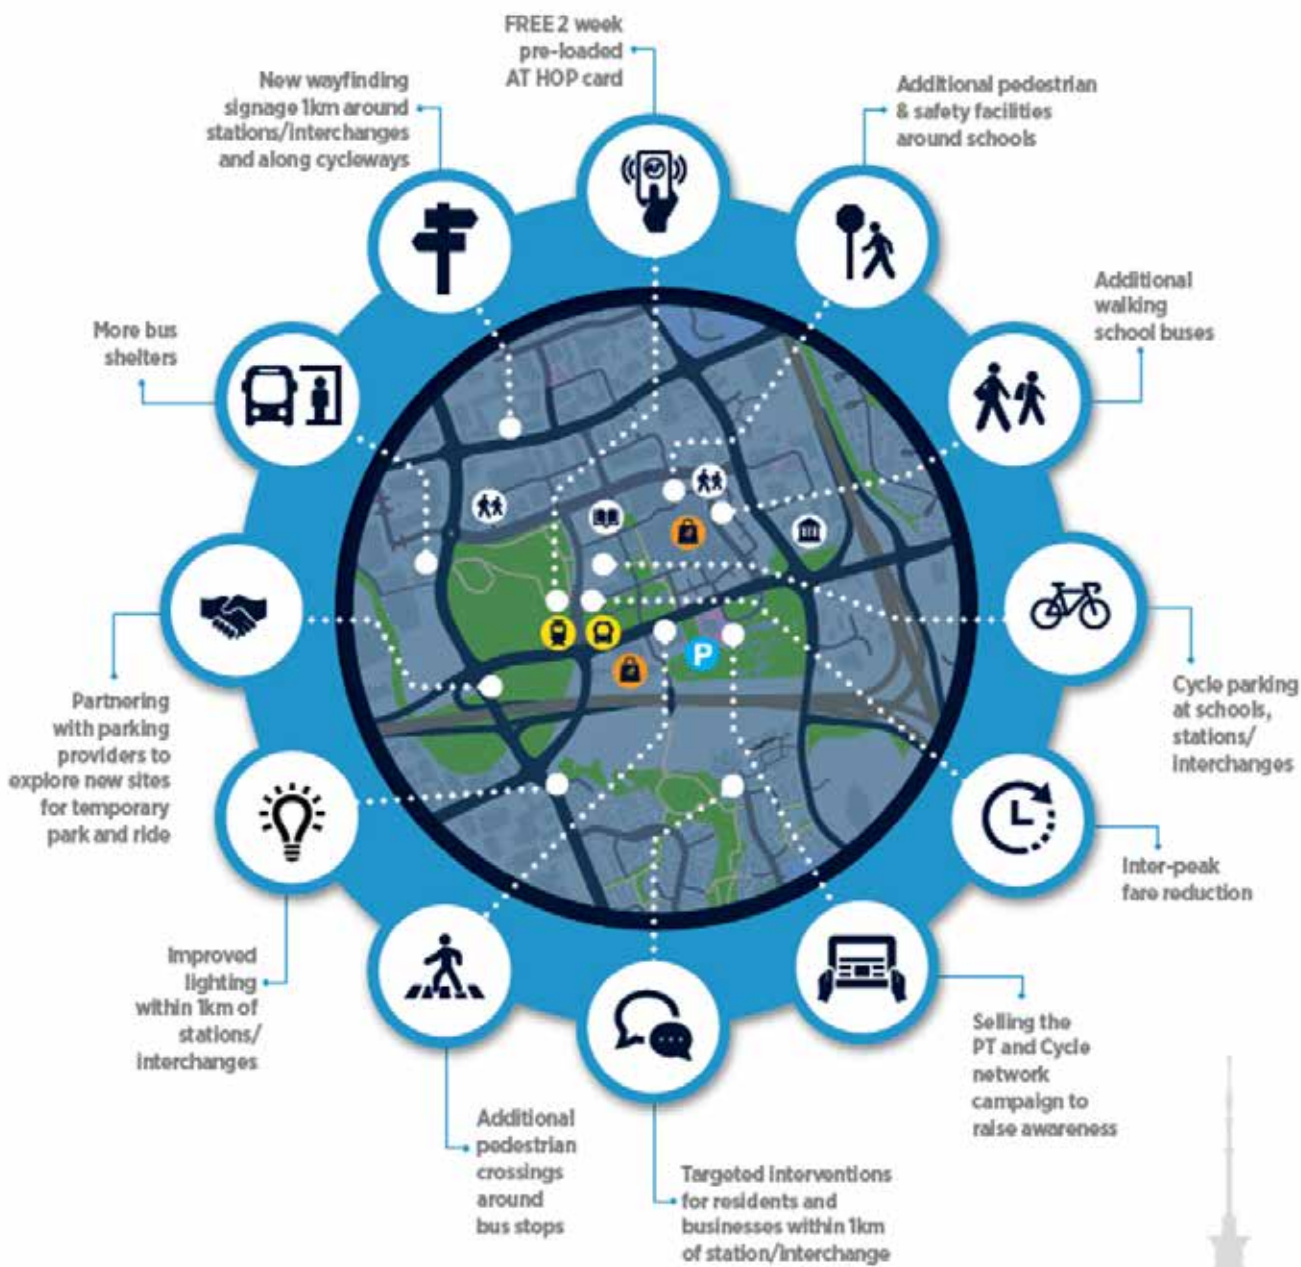 FREE 2 week
pre-loaded
AT HOP card
New wayfinding
signage 1km around
stations/interchanges
and along cycleways
Additional pedestrian
& safety facilities
around schools
Additional
walking
school buses
More bus
shelters
P
Cycle parking
at schools,
stations/
interchanges
Partnering
with parking
providers to
explore new sites
for temporary
park and ride
Inter-peak
fare reduction
Improved
lighting
within 1km of
stations/
interchanges
Selling the
PT and Cycle
network
campaign to
raise awareness
Additional
pedestrian
crossings
around
bus stops
Targeted interventions
for residents and
businesses within 1km
of station/interchange